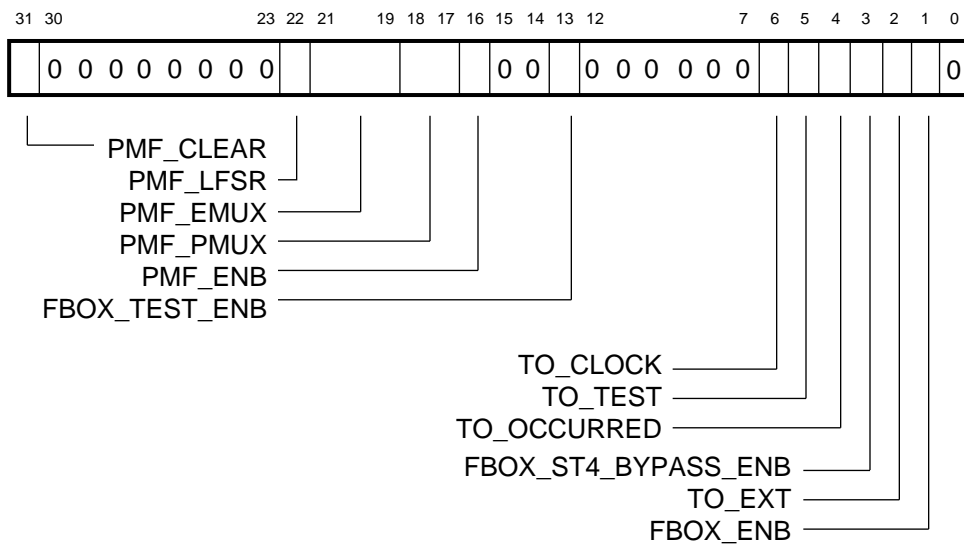 31 30 23 22 21 19 18 17 16 15 14 13 12 7 6 5 4 3 2 1 0
0 0 0 0 0 0 0 0 0 0 0 0 0 0 0 0 0
PMF_CLEAR
PMF_LFSR
PMF_EMUX
PMF_PMUX
PMF_ENB
FBOX_TEST_ENB
TO_CLOCK
TO_TEST
TO_OCCURRED
FBOX_ST4_BYPASS_ENB
TO_EXT
FBOX_ENB